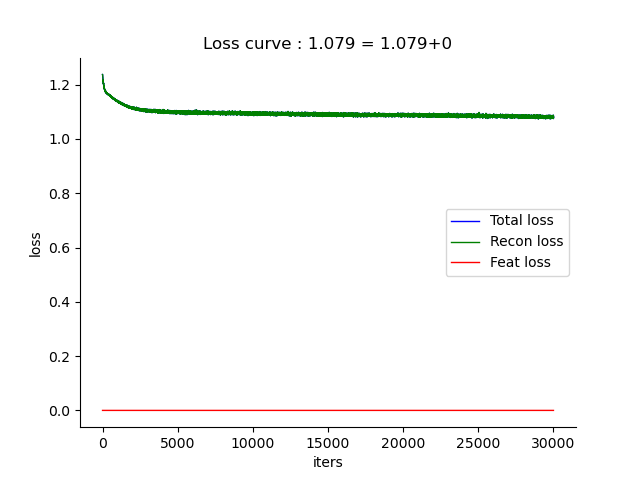 Loss curve : 1.079 = 1.079+0
1.2
1.0
0.8
0.6
0.4
0.2
0.0
loss
Total loss
Recon loss
Feat loss
0 5000 10000 15000 20000 25000 30000
iters